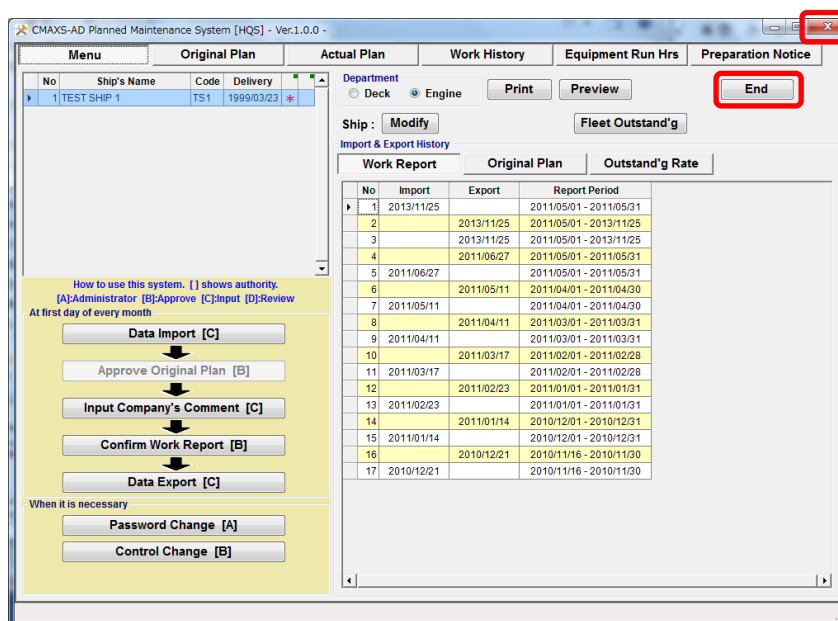 CMAXS-AD Planned Maintenance System [HQS] - Ver.1.0.0 -
Menu Original Plan Actual Plan Work History Equipment Run Hrs Preparation Notice
No Ship's Name Code Delivery
1 TEST SHIP 1 TS1 1999/03/23 *
Department
Deck Engine Print Preview End
Ship : Modify Fleet Outstand'g
Import & Export History
Work Report Original Plan Outstand'g Rate
No Import Export Report Period
1 2013/11/25 2011/05/01 - 2011/05/31
2 2013/11/25 2011/05/01 - 2013/11/25
3 2013/11/25 2011/05/01 - 2013/11/25
4 2011/06/27 2011/05/01 - 2011/05/31
5 2011/06/27 2011/05/01 - 2011/05/31
6 2011/05/11 2011/04/01 - 2011/04/30
7 2011/05/11 2011/04/01 - 2011/04/30
8 2011/04/11 2011/03/01 - 2011/03/31
9 2011/04/11 2011/03/01 - 2011/03/31
10 2011/03/17 2011/02/01 - 2011/02/28
11 2011/03/17 2011/02/01 - 2011/02/28
12 2011/02/23 2011/01/01 - 2011/01/31
13 2011/02/23 2011/01/01 - 2011/01/31
14 2011/01/14 2010/12/01 - 2010/12/31
15 2011/01/14 2010/12/01 - 2010/12/31
16 2010/12/21 2010/11/16 - 2010/11/30
17 2010/12/21 2010/11/16 - 2010/11/30
How to use this system. [ ] shows authority.
[A]:Administrator [B]:Approve [C]:Input [D]:Review
At first day of every month
Data Import [C]
Approve Original Plan [B]
Input Company's Comment [C]
Confirm Work Report [B]
Data Export [C]
When it is necessary
Password Change [A]
Control Change [B]